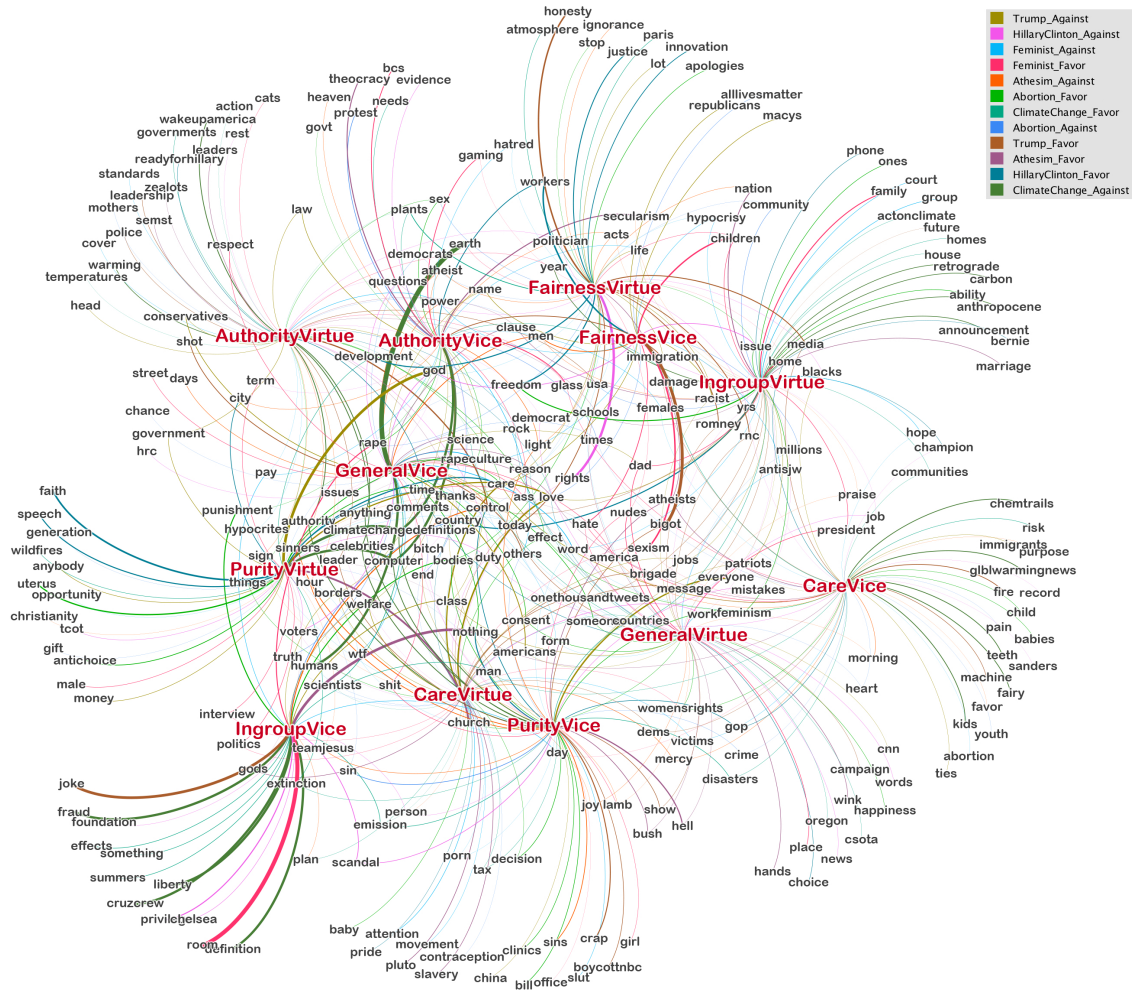 honesty
atmosphere
ignorance
stop
paris
justice
innovation
lot
apologies
Trump_Against
HillaryClinton_Against
Feminist_Against
Feminist_Favor
Athesim_Against
Abortion_Favor
ClimateChange_Favor
Abortion_Against
Trump_Favor
Athesim_Favor
HillaryClinton_Favor
ClimateChange_Against
bcs
theocracy
evidence
heaven
needs
protest
govt
cats
action
wakeupamerica
governments
rest
leaders
readyforhillary
standards
zealots
leadership
mothers
semst
police
cover
respect
warming
temperatures
head
alllivesmatter
republicans
macys
hatred
gaming
workers
sex
plants
law
earth
democrats
atheist
questions
power
name
secularism
politician
acts
life
year
nation
community
hypocrisy
children
phone
ones
court
family
group
actonclimate
future
homes
house
retrograde
carbon
ability
anthropocene
announcement
bernie
marriage
FairnessVirtue
conservatives
shot
AuthorityVirtue
AuthorityVice
clause
men
FairnessVice
issue
media
immigration
home
blacks
IngroupVirtue
development
god
street
days
term
city
freedom
glass
usa
damage
racist
females
yrs
romney
rnc
chance
government
hrc
rape
science
democrat
rock
schools
times
light
rapeculture
reason
rights
dad
millions
antisjw
hope
champion
communities
pay
GeneralVice
issues
time
thanks
care
ass
love
comments
control
atheists
nudes
praise
job
president
faith
speech
generation
wildfires
anybody
uterus
opportunity
christianity
tcot
gift
antichoice
male
money
punishment
hypocrites
authority
anything
climatechangedefinitions
country
today
effect
hate
bigot
sign
sinners
celebrities
bitch
duty
others
word
america
sexism
jobs
patriots
PurityVirtue
leader
computer
bodies
end
brigade
everyone
message
mistakes
things
hour
borders
welfare
class
onethousandtweets
consent
countries
work
feminism
CareVice
chemtrails
risk
immigrants
purpose
glblwarmingnews
fire
record
child
pain
babies
teeth
sanders
machine
fairy
favor
kids
youth
abortion
ties
voters
nothing
form
GeneralVirtue
americans
truth
humans
wtf
man
morning
heart
scientists
shit
CareVirtue
womensrights
interview
church
PurityVice
gop
IngroupVice
politics
teamjesus
dems
victims
crime
mercy
disasters
day
cnn
campaign
words
wink
happiness
gods
sin
extinction
joke
fraud
foundation
effects
something
summers
liberty
cruzcrew
chelsea
room
definition
person
emission
plan
scandal
joy
lamb
show
bush
hell
oregon
csota
place
news
hands
choice
porn
tax
decision
baby
attention
pride
movement
pluto
contraception
slavery
clinics
sins
crap
girl
china
office
slut
boycottnbc
bill